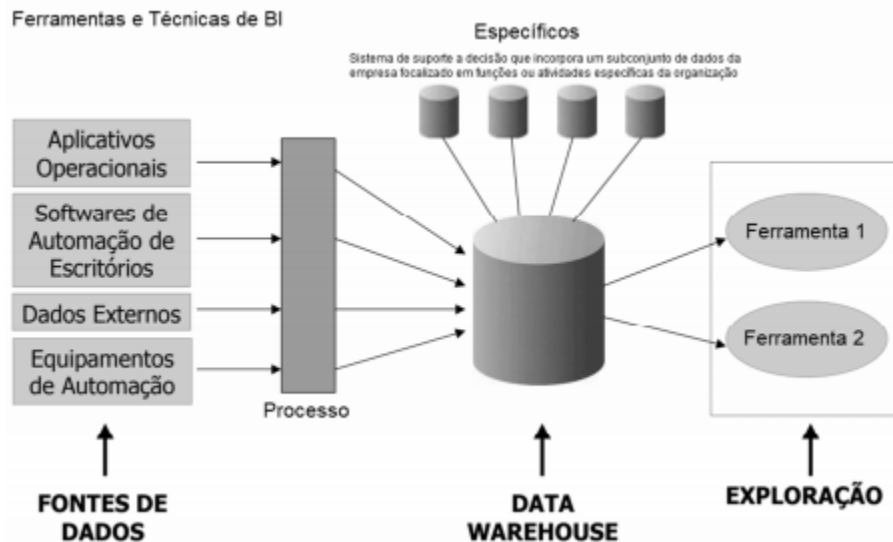 Ferramentas e Técnicas de BI
Específicos
Sistema de suporte a decisão que incorpora um subconjunto de dados da
empresa focalizado em funções ou atividades específicas da organização
Aplicativos
Operacionais
Softwares de
Automação de
Escritórios
Dados Externos
Equipamentos
de Automação
Processo
Ferramenta 1
Ferramenta 2
FONTES DE
DADOS
DATA
WAREHOUSE
EXPLORAÇÃO